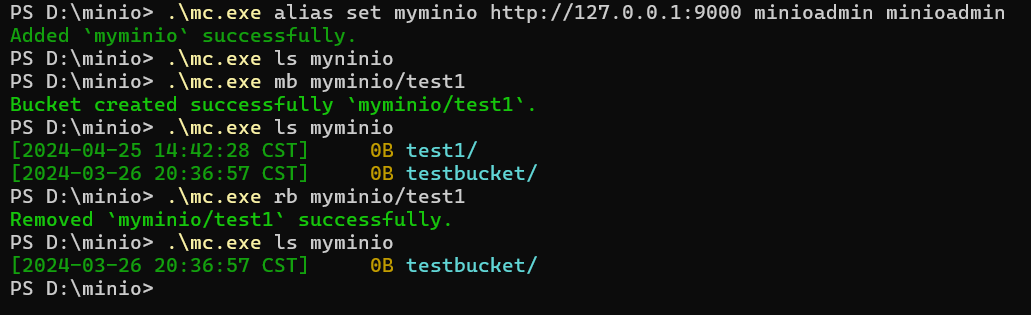 PS D:\minio> .\mc.exe alias set myminio http://127.0.0.1:9000 minioadmin minioadmin
Added `myminio` successfully.
PS D:\minio> .\mc.exe ls myninio
PS D:\minio> .\mc.exe mb myminio/test1
Bucket created successfully `myminio/test1`.
PS D:\minio> .\mc.exe ls myminio
[2024-04-25 14:42:28 CST]     0B test1/
[2024-03-26 20:36:57 CST]     0B testbucket/
PS D:\minio> .\mc.exe rb myminio/test1
Removed `myminio/test1` successfully.
PS D:\minio> .\mc.exe ls myminio
[2024-03-26 20:36:57 CST]     0B testbucket/
PS D:\minio>